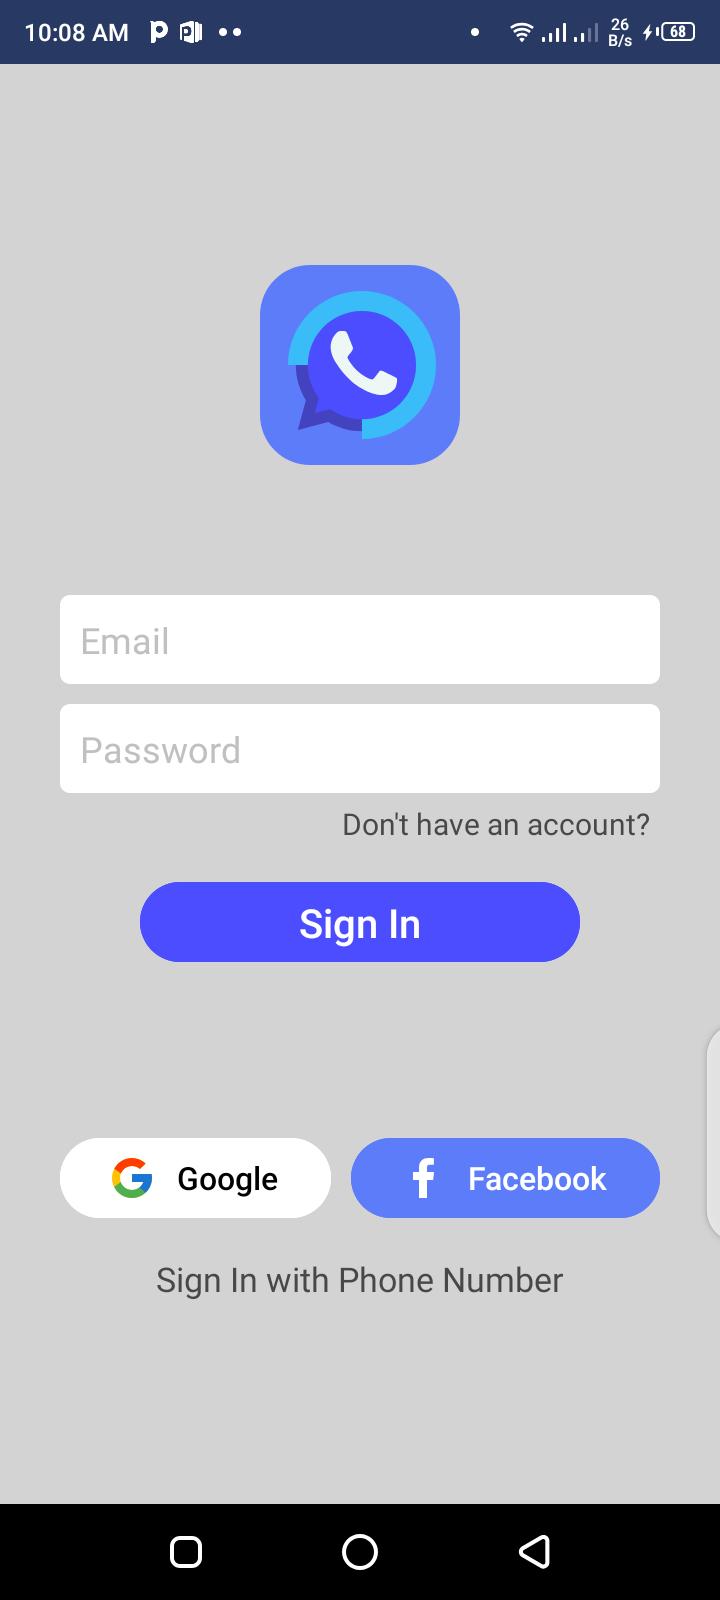 10:08 AM 26 B/s 68
Email
Password
Don't have an account?
Sign In
Google Facebook
Sign In with Phone Number